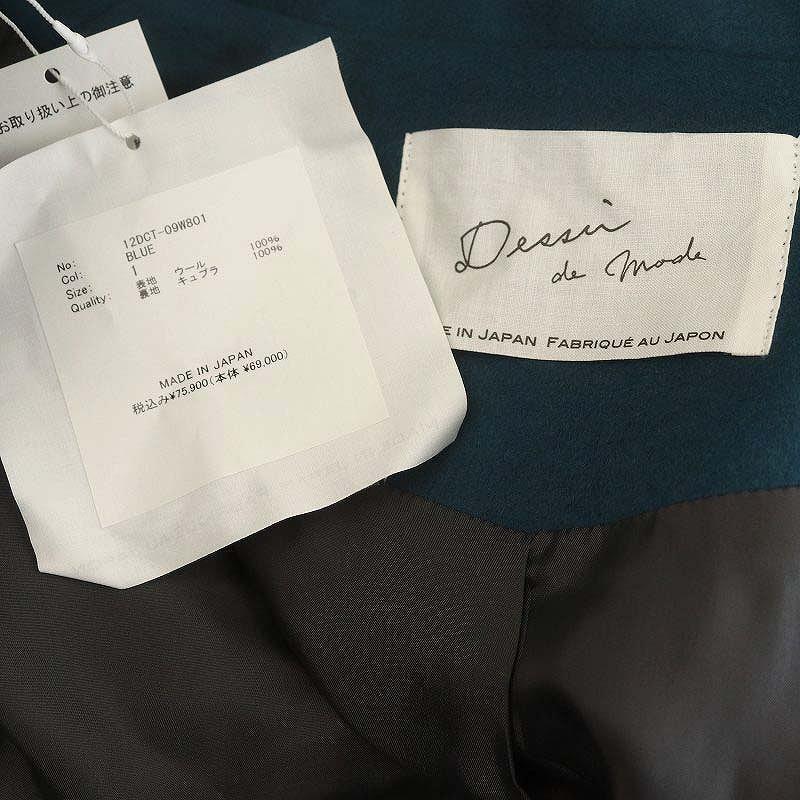 お取り扱い上の御注意
No: 12DCT-09W801
Col: BLUE
Size: 1
Quality: 表地 ウール 100%
裏地 キュプラ 100%
MADE IN JAPAN
税込み¥75,900(本体 ¥69,000)
Dessin
de Mode
E IN JAPAN FABRIQUÉ AU JAPON